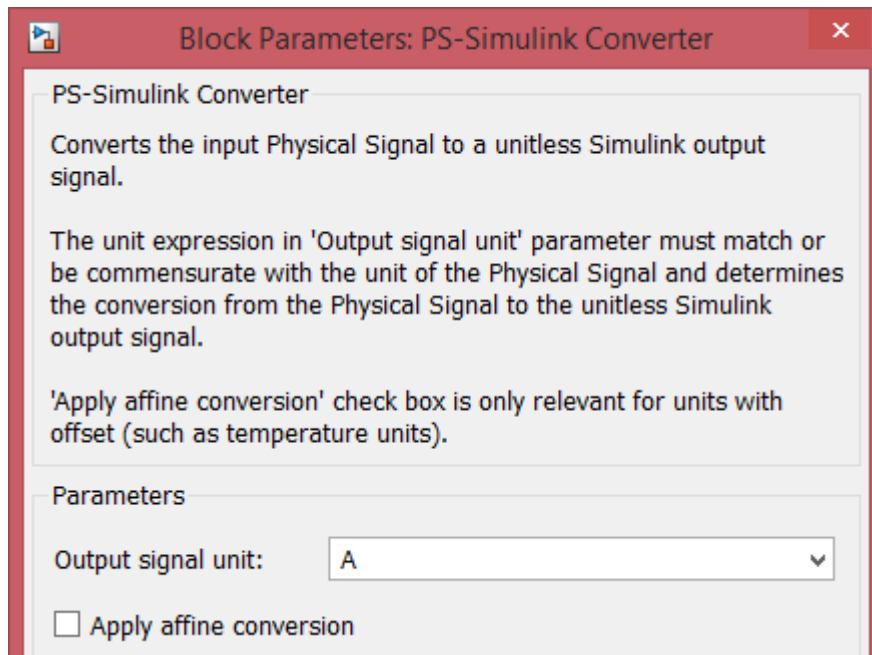 Block Parameters: PS-Simulink Converter
PS-Simulink Converter
Converts the input Physical Signal to a unitless Simulink output
signal.
The unit expression in 'Output signal unit' parameter must match or
be commensurate with the unit of the Physical Signal and determines
the conversion from the Physical Signal to the unitless Simulink
output signal.
'Apply affine conversion' check box is only relevant for units with
offset (such as temperature units).
Parameters
Output signal unit: A
Apply affine conversion